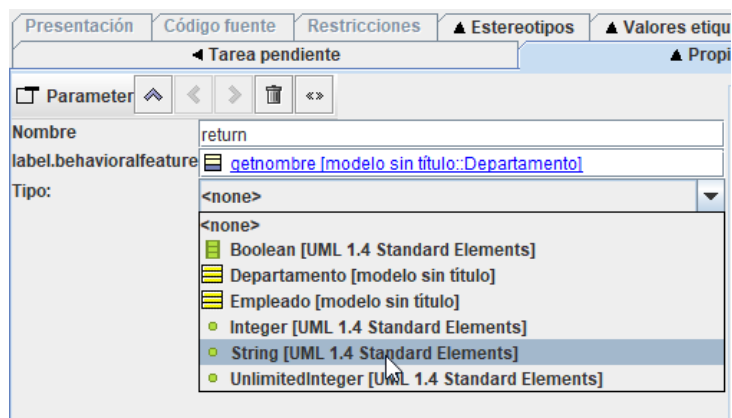 Presentación Código fuente Restricciones Estereotipos Valores etiqu
Tarea pendiente Propi
Parameter
Nombre return
label.behavioralfeature getnombre [modelo sin título::Departamento]
Tipo: <none>
<none>
Boolean [UML 1.4 Standard Elements]
Departamento [modelo sin título]
Empleado [modelo sin título]
Integer [UML 1.4 Standard Elements]
String [UML 1.4 Standard Elements]
UnlimitedInteger [UML 1.4 Standard Elements]